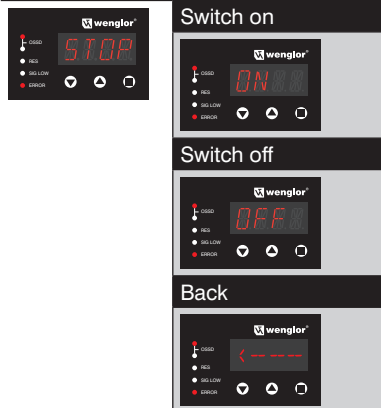 wenglor®
OSSD
STOP
RES
SIG LOW
ERROR
Switch on
wenglor®
OSSD
ON
RES
SIG LOW
ERROR
Switch off
wenglor®
OSSD
OFF
RES
SIG LOW
ERROR
Back
wenglor®
OSSD
<-----
RES
SIG LOW
ERROR